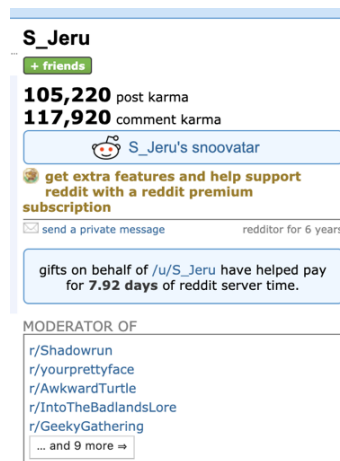 S_Jeru
+ friends
105,220 post karma
117,920 comment karma
S_Jeru's snoovatar
get extra features and help support
reddit with a reddit premium
subscription
send a private message redditor for 6 years
gifts on behalf of /u/S_Jeru have helped pay
for 7.92 days of reddit server time.
MODERATOR OF
r/Shadowrun
r/yourprettyface
r/AwkwardTurtle
r/IntoTheBadlandsLore
r/GeekyGathering
... and 9 more ⇒